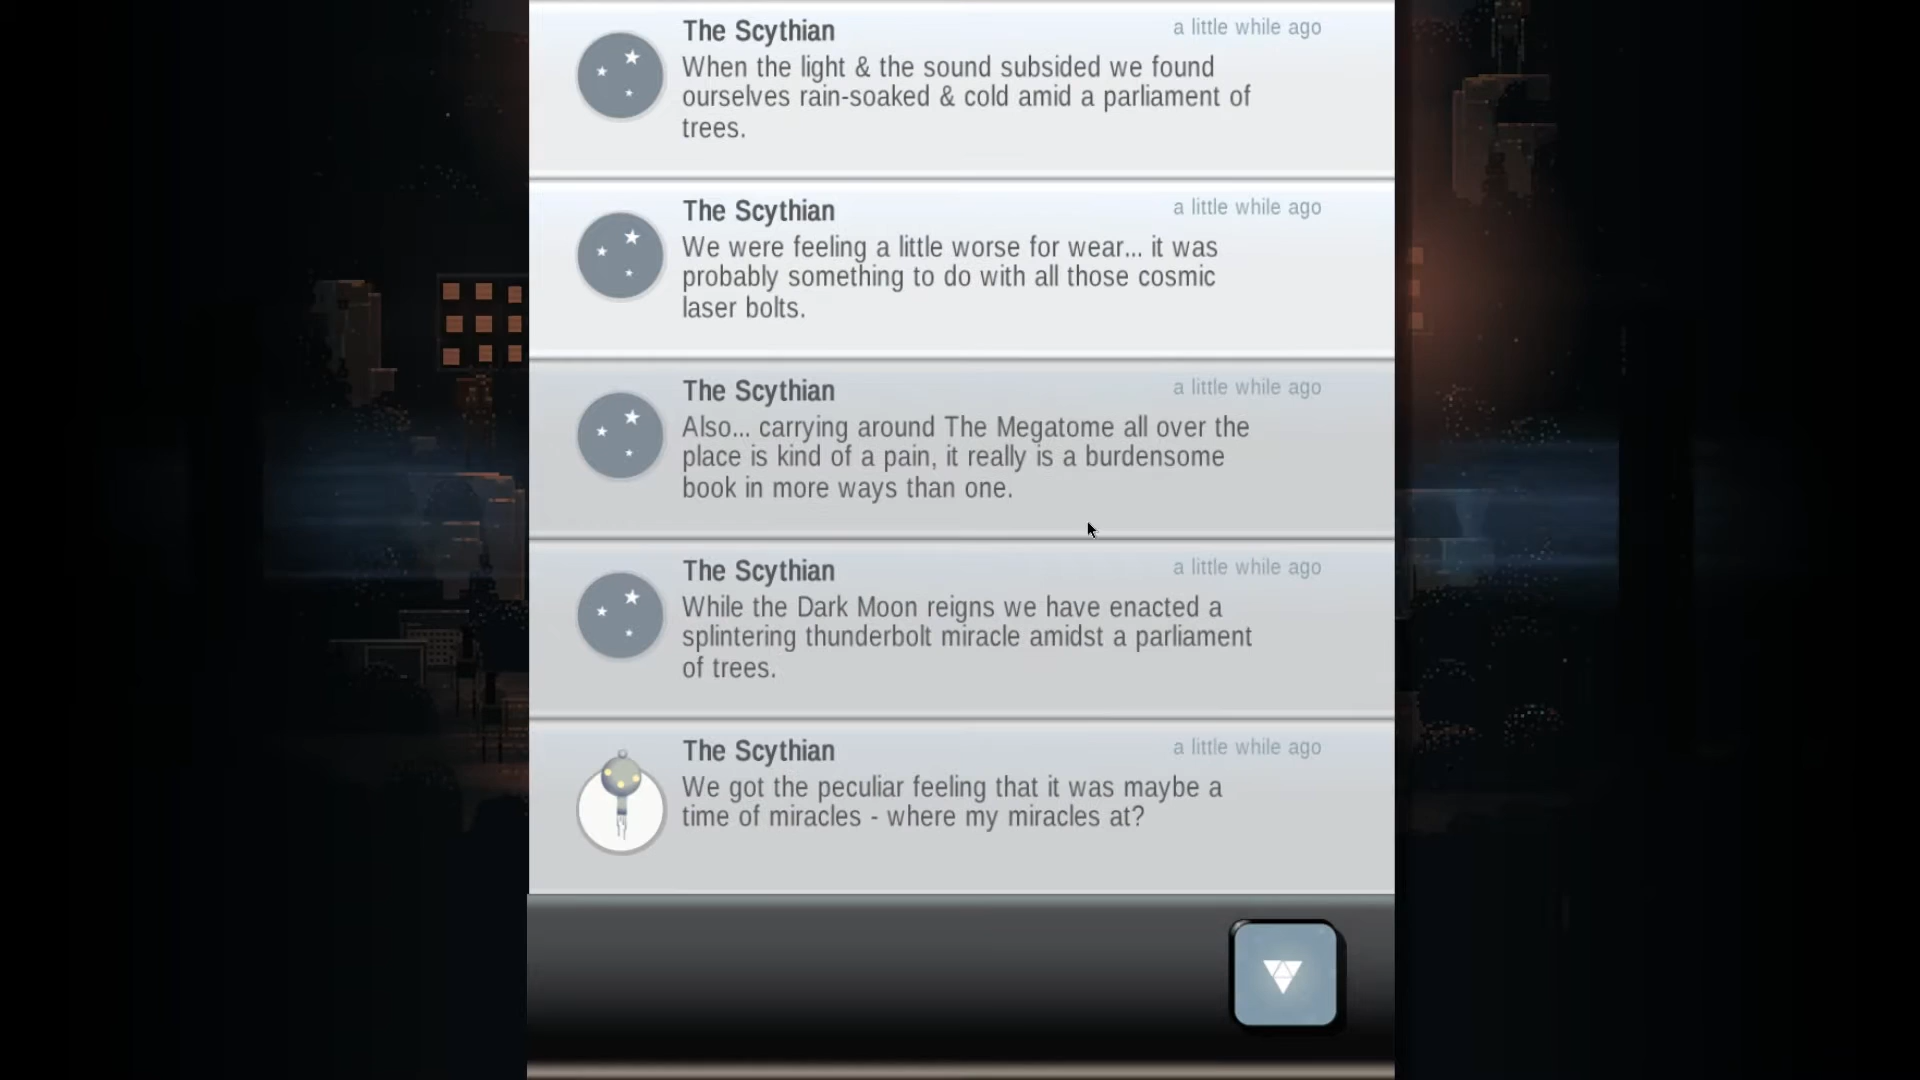 The Scythian
a little while ago
When the light & the sound subsided we found
ourselves rain-soaked & cold amid a parliament of
trees.
The Scythian
a little while ago
We were feeling a little worse for wear... it was
probably something to do with all those cosmic
laser bolts.
The Scythian
a little while ago
Also... carrying around The Megatome all over the
place is kind of a pain, it really is a burdensome
book in more ways than one.
The Scythian
a little while ago
While the Dark Moon reigns we have enacted a
splintering thunderbolt miracle amidst a parliament
of trees.
The Scythian
a little while ago
We got the peculiar feeling that it was maybe a
time of miracles - where my miracles at?